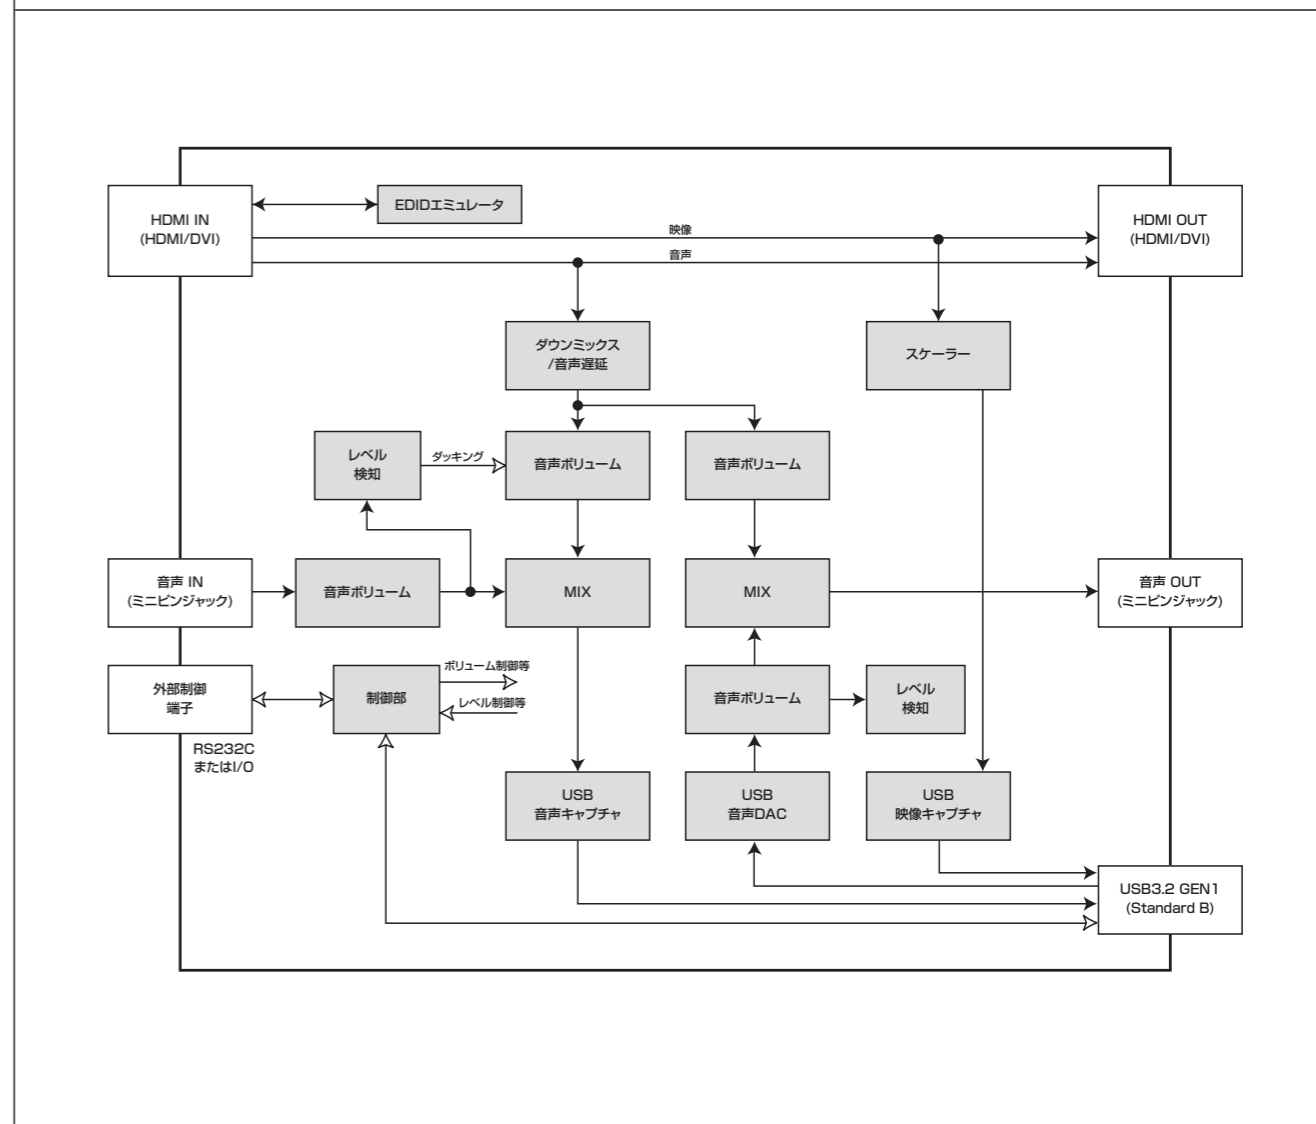 HDMI IN
(HDMI/DVI)
EDIDエミュレータ
HDMI OUT
(HDMI/DVI)
映像
音声
ダウンミックス
/音声遅延
スケーラー
レベル
検知
ダッキング
音声ボリューム
音声ボリューム
音声 IN
(ミニピンジャック)
音声ボリューム
MIX
MIX
音声 OUT
(ミニピンジャック)
外部制御
端子
制御部
ボリューム制御等
レベル制御等
音声ボリューム
レベル
検知
RS232C
またはI/O
USB
音声キャプチャ
USB
音声DAC
USB
映像キャプチャ
USB3.2 GEN1
(Standard B)